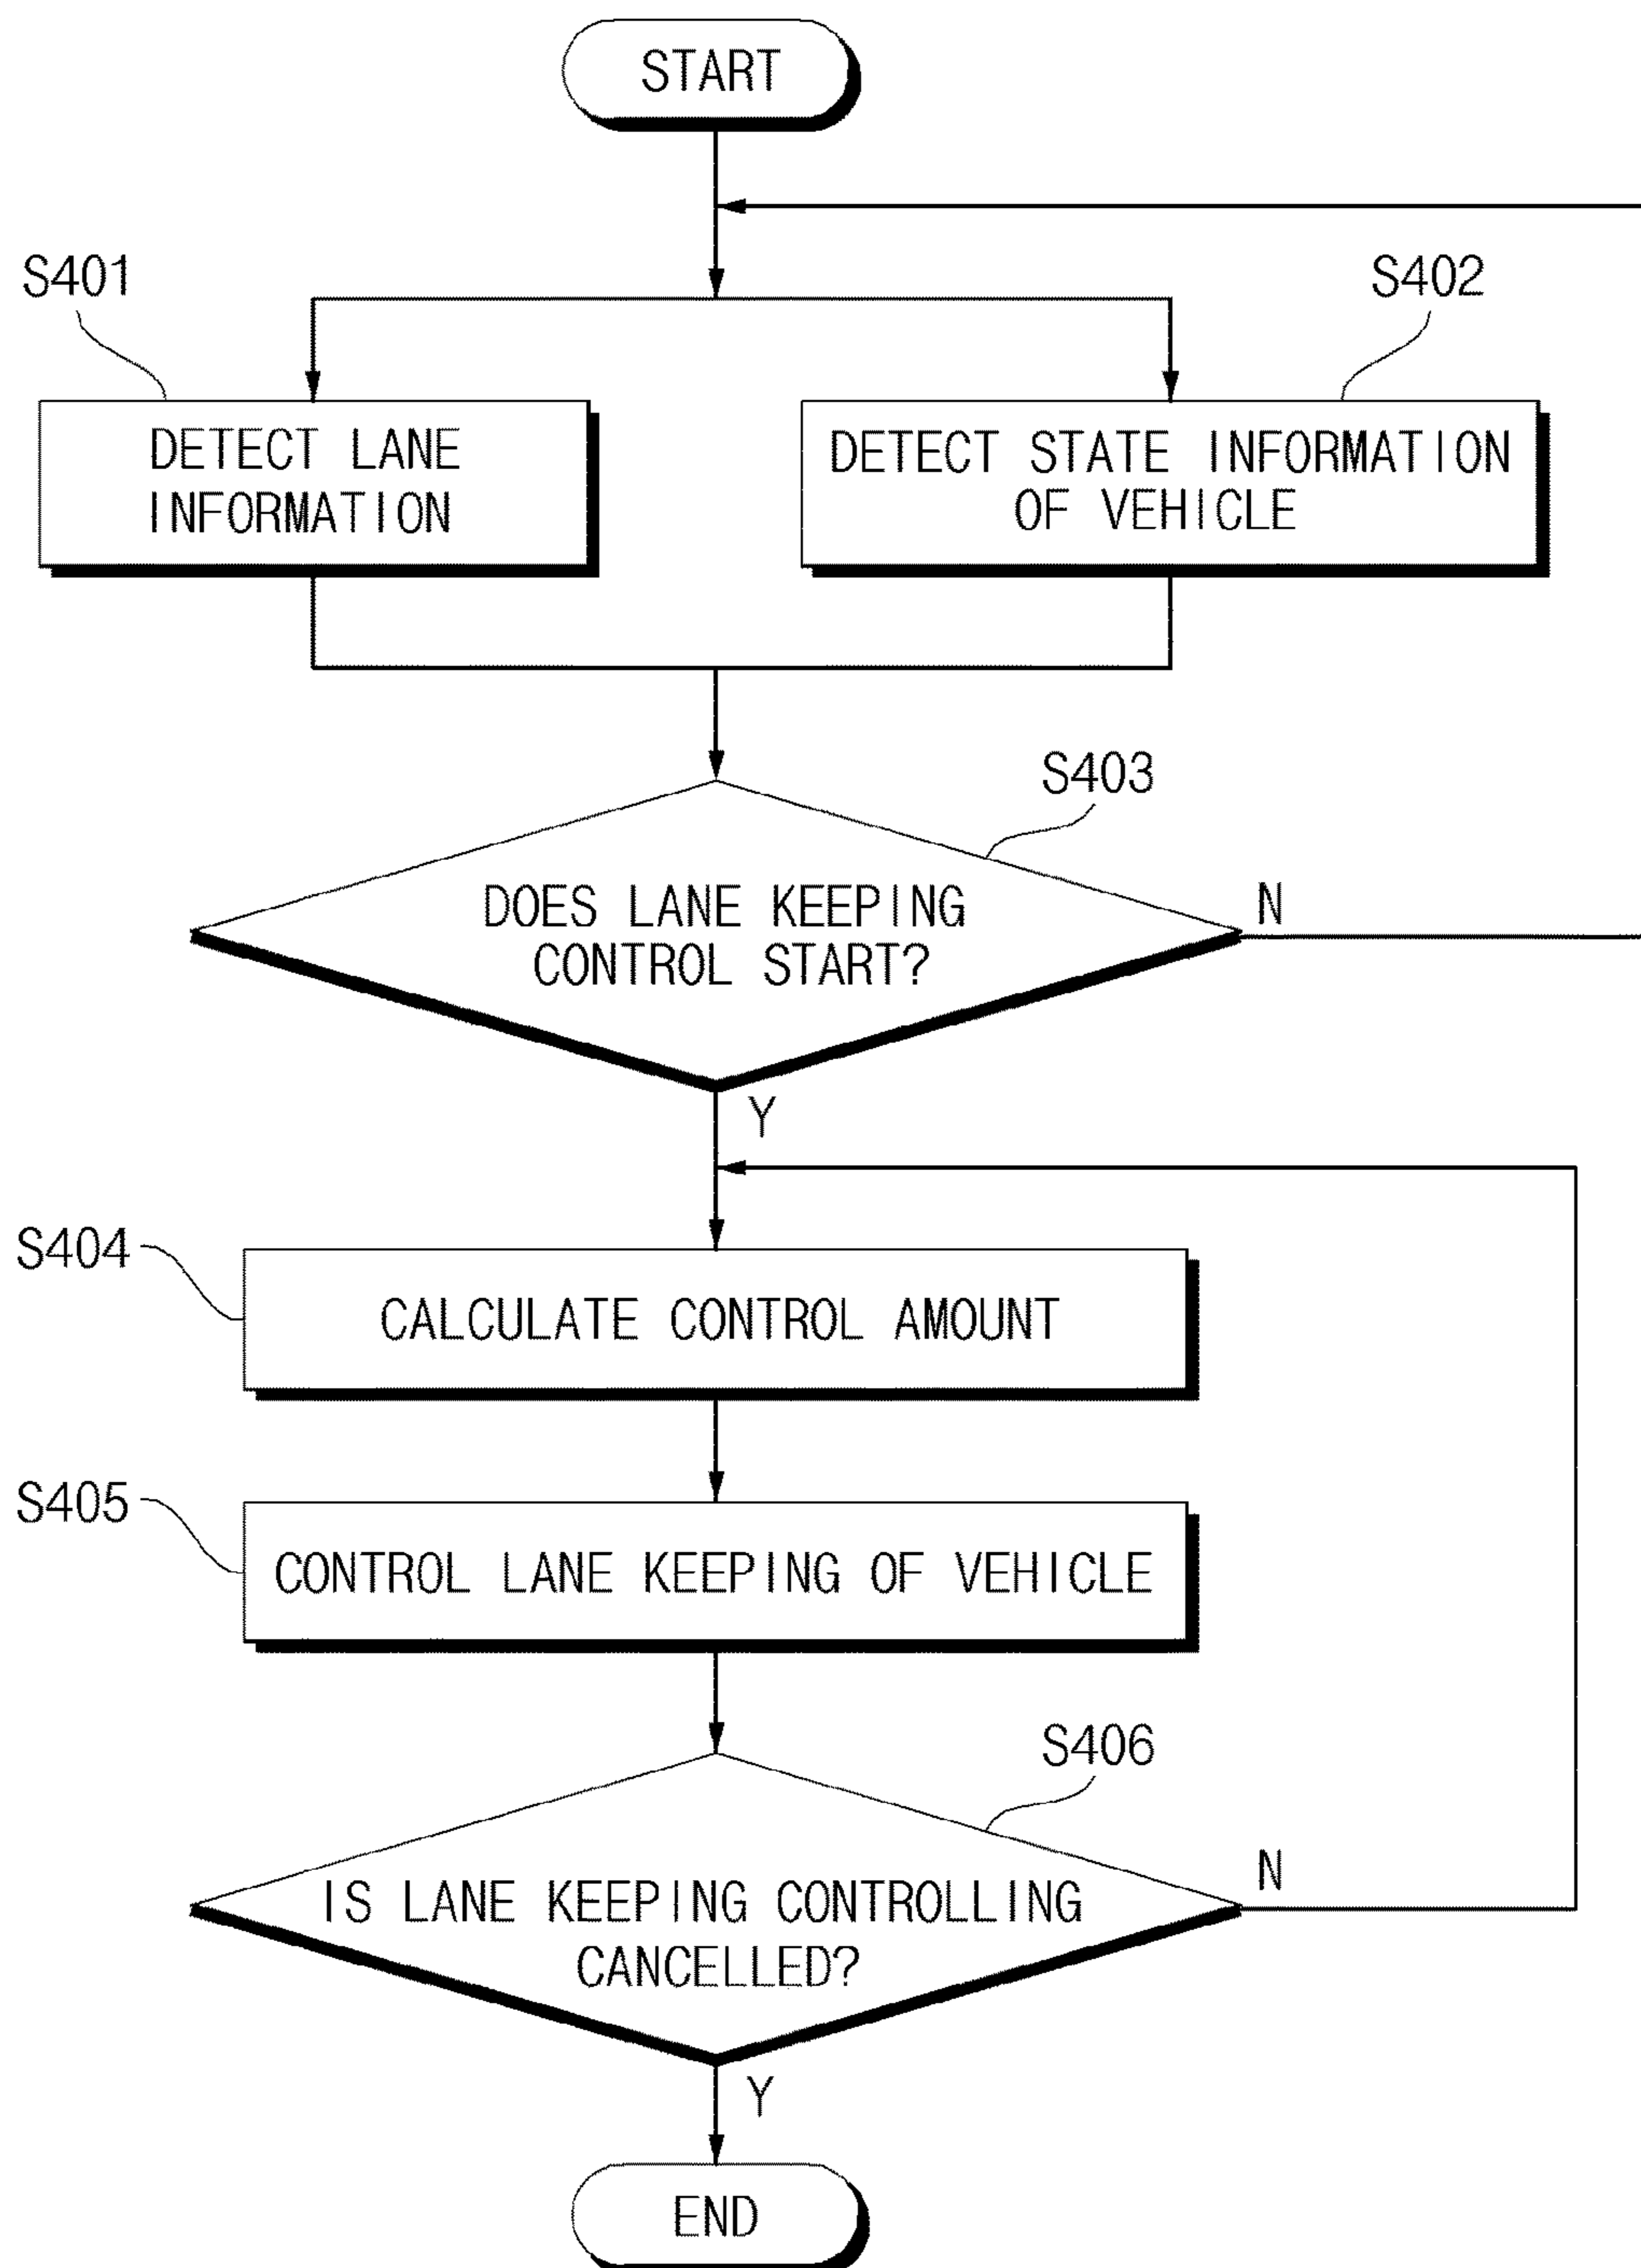 START
S401
S402
DETECT LANE
INFORMATION
DETECT STATE INFORMATION
OF VEHICLE
S403
DOES LANE KEEPING
CONTROL START?
N
Y
S404
CALCULATE CONTROL AMOUNT
S405
CONTROL LANE KEEPING OF VEHICLE
S406
IS LANE KEEPING CONTROLLING
CANCELLED?
N
Y
END